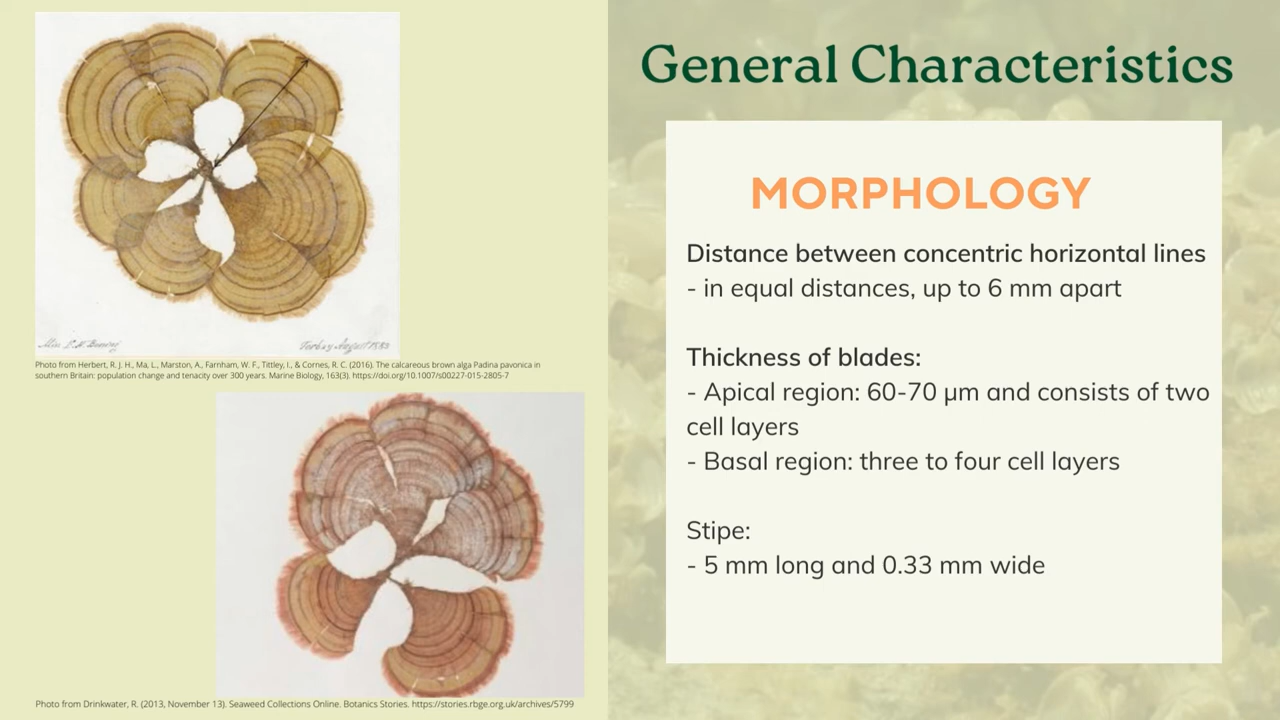 General Characteristics
MORPHOLOGY
Distance between concentric horizontal lines
- in equal distances, up to 6 mm apart
Thickness of blades:
- Apical region: 60-70 μm and consists of two
cell layers
- Basal region: three to four cell layers
Stipe:
- 5 mm long and 0.33 mm wide
Photo from Herbert, R. J. H., Ma, L., Marston, A., Farnham, W. F., Tittley, I., & Cornes, R. C. (2016). The calcareous brown alga Padina pavonica in
southern Britain: population change and tenacity over 300 years. Marine Biology, 163(3). https://doi.org/10.1007/s00227-015-2805-7
Photo from Drinkwater, R. (2013, November 13). Seaweed Collections Online. Botanics Stories. https://stories.rbge.org.uk/archives/5799